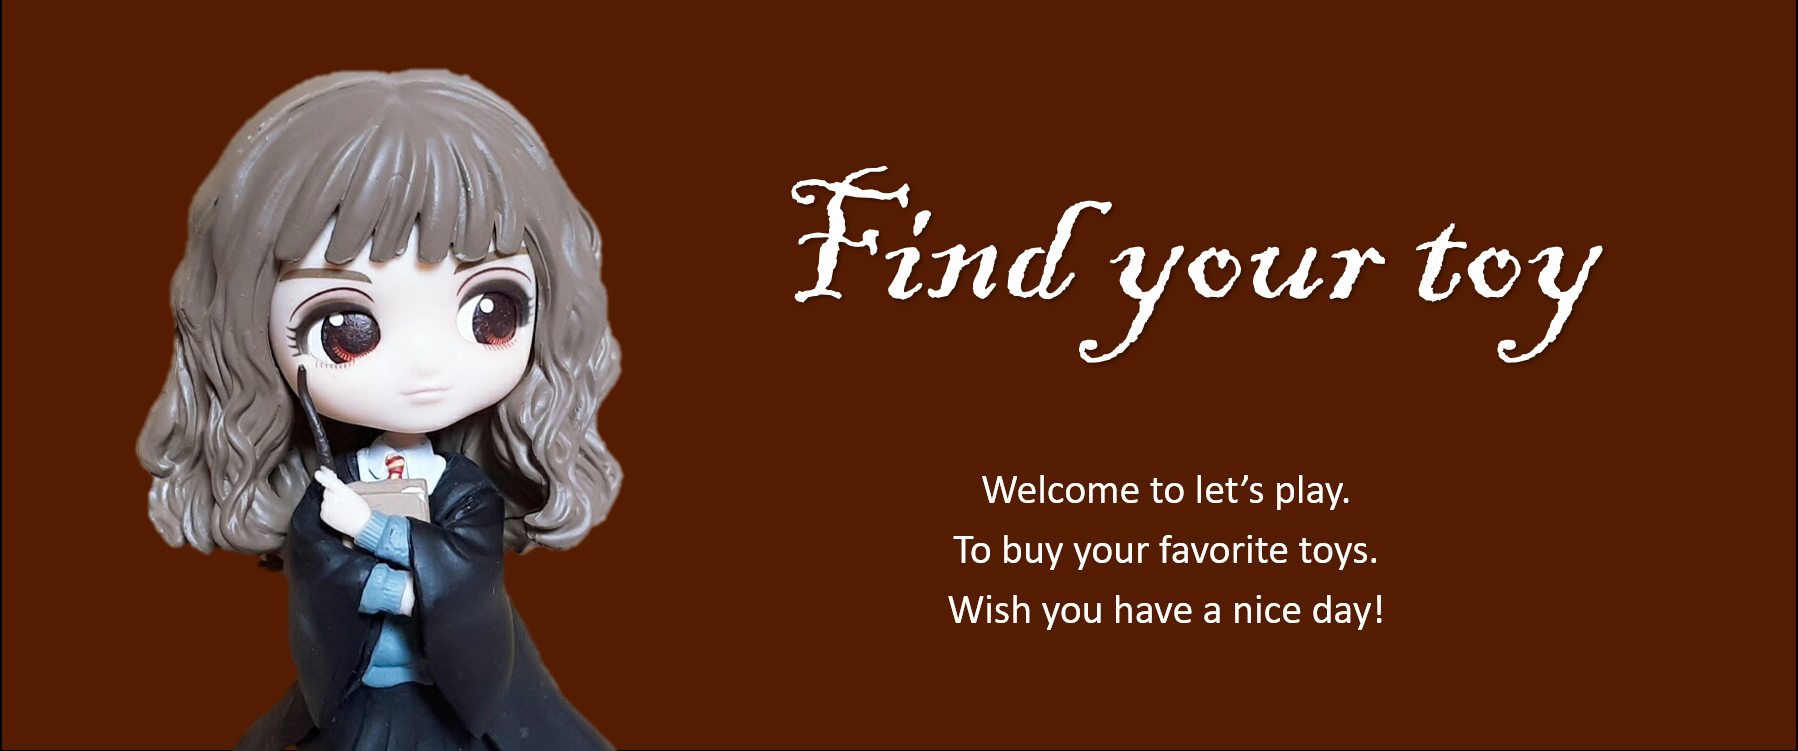 Find your toy
Welcome to let’s play.
To buy your favorite toys.
Wish you have a nice day!